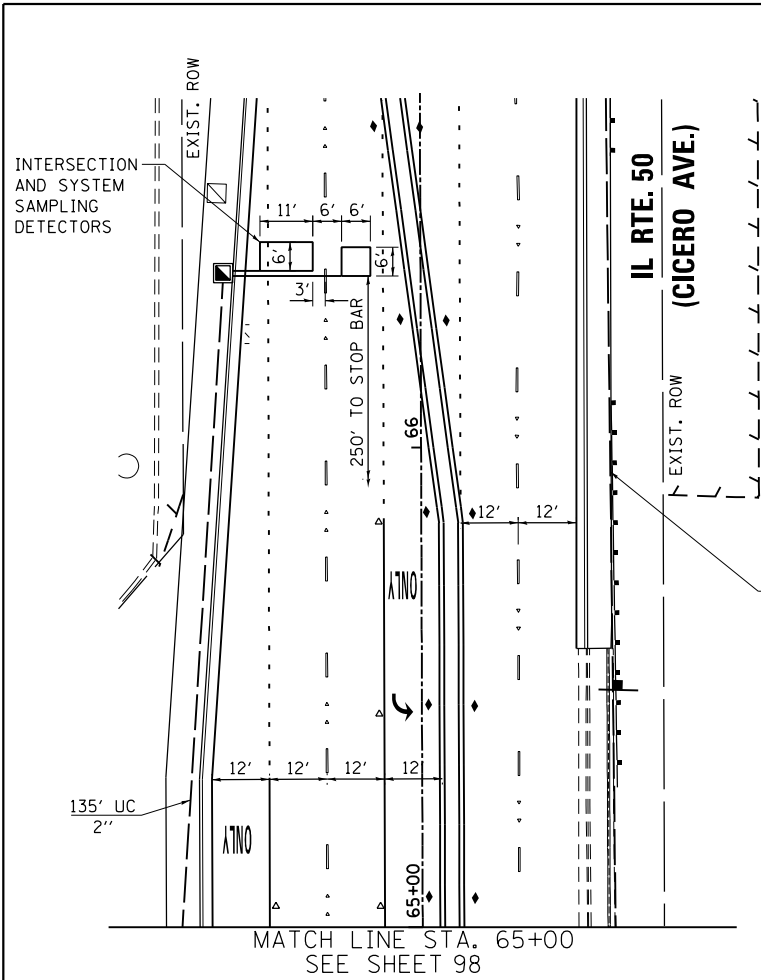 EXIST. ROW
INTERSECTION
AND SYSTEM
SAMPLING
DETECTORS
11'
6'
6'
6'
6'
3'
250' TO STOP BAR
IL RTE. 50
(CICERO AVE.)
66
EXIST. ROW
12'
12'
ONLY
12'
12'
12'
12'
135' UC
2''
ONLY
65+00
MATCH LINE STA. 65+00
SEE SHEET 98